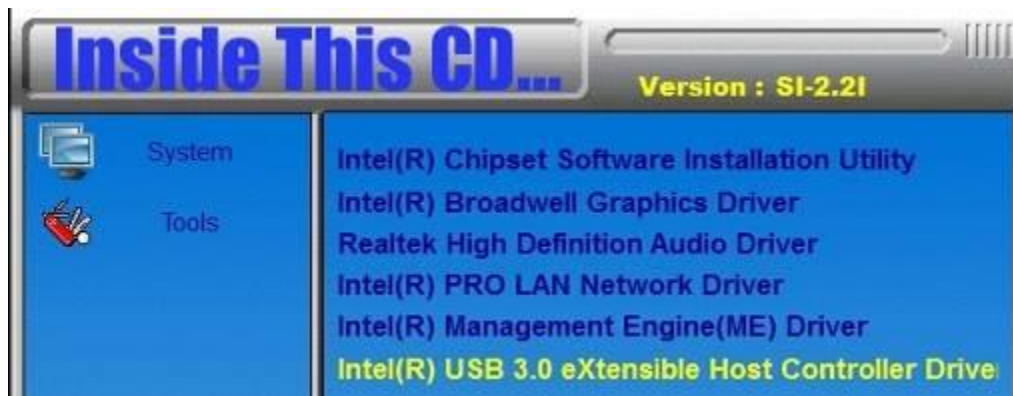 Inside This CD...
Version : SI-2.2I
System
Tools
Intel(R) Chipset Software Installation Utility
Intel(R) Broadwell Graphics Driver
Realtek High Definition Audio Driver
Intel(R) PRO LAN Network Driver
Intel(R) Management Engine(ME) Driver
Intel(R) USB 3.0 eXtensible Host Controller Drive